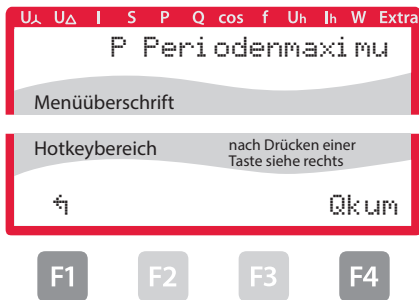 U⅄ U△ I S P Q cos f Uh Ih W Extra
P Periodenmaximu
Menüüberschrift
Hotkeybereich
nach Drücken einer
Taste siehe rechts
↰ Qkum
F1 F2 F3 F4